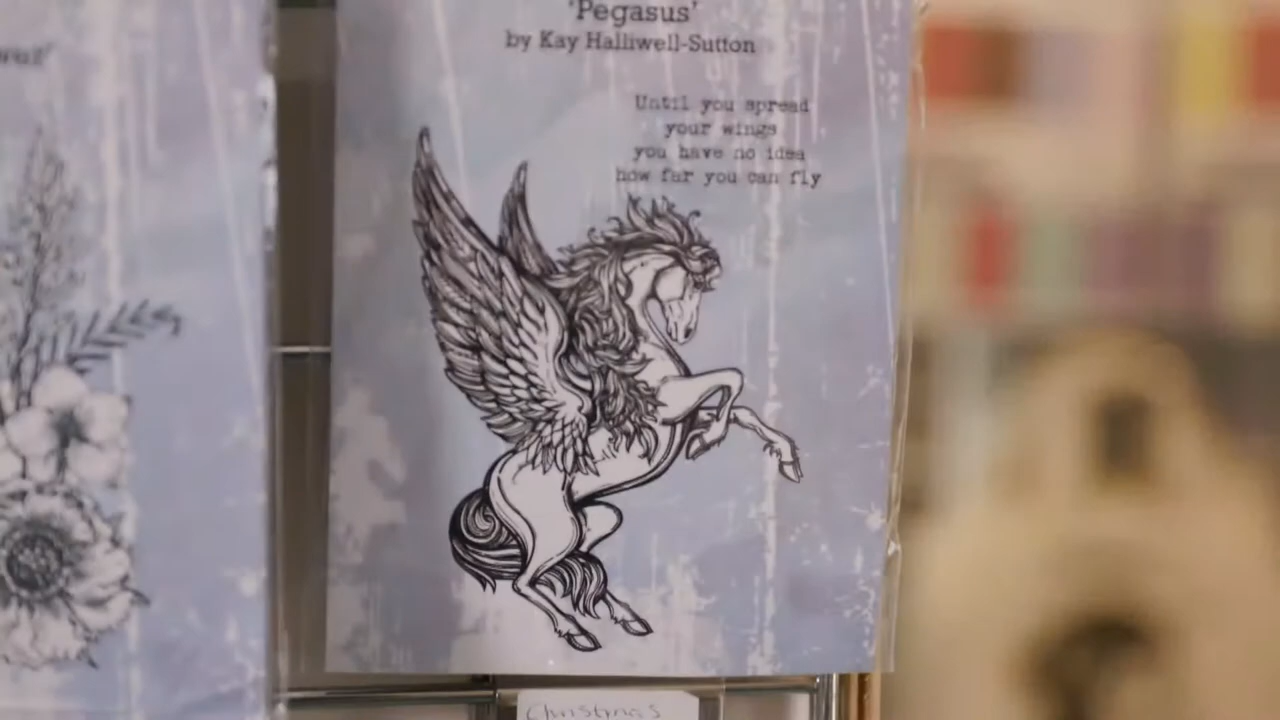 'Pegasus'
by Kay Halliwell-Sutton
Until you spread
your wings
you have no idea
how far you can fly
Christmas